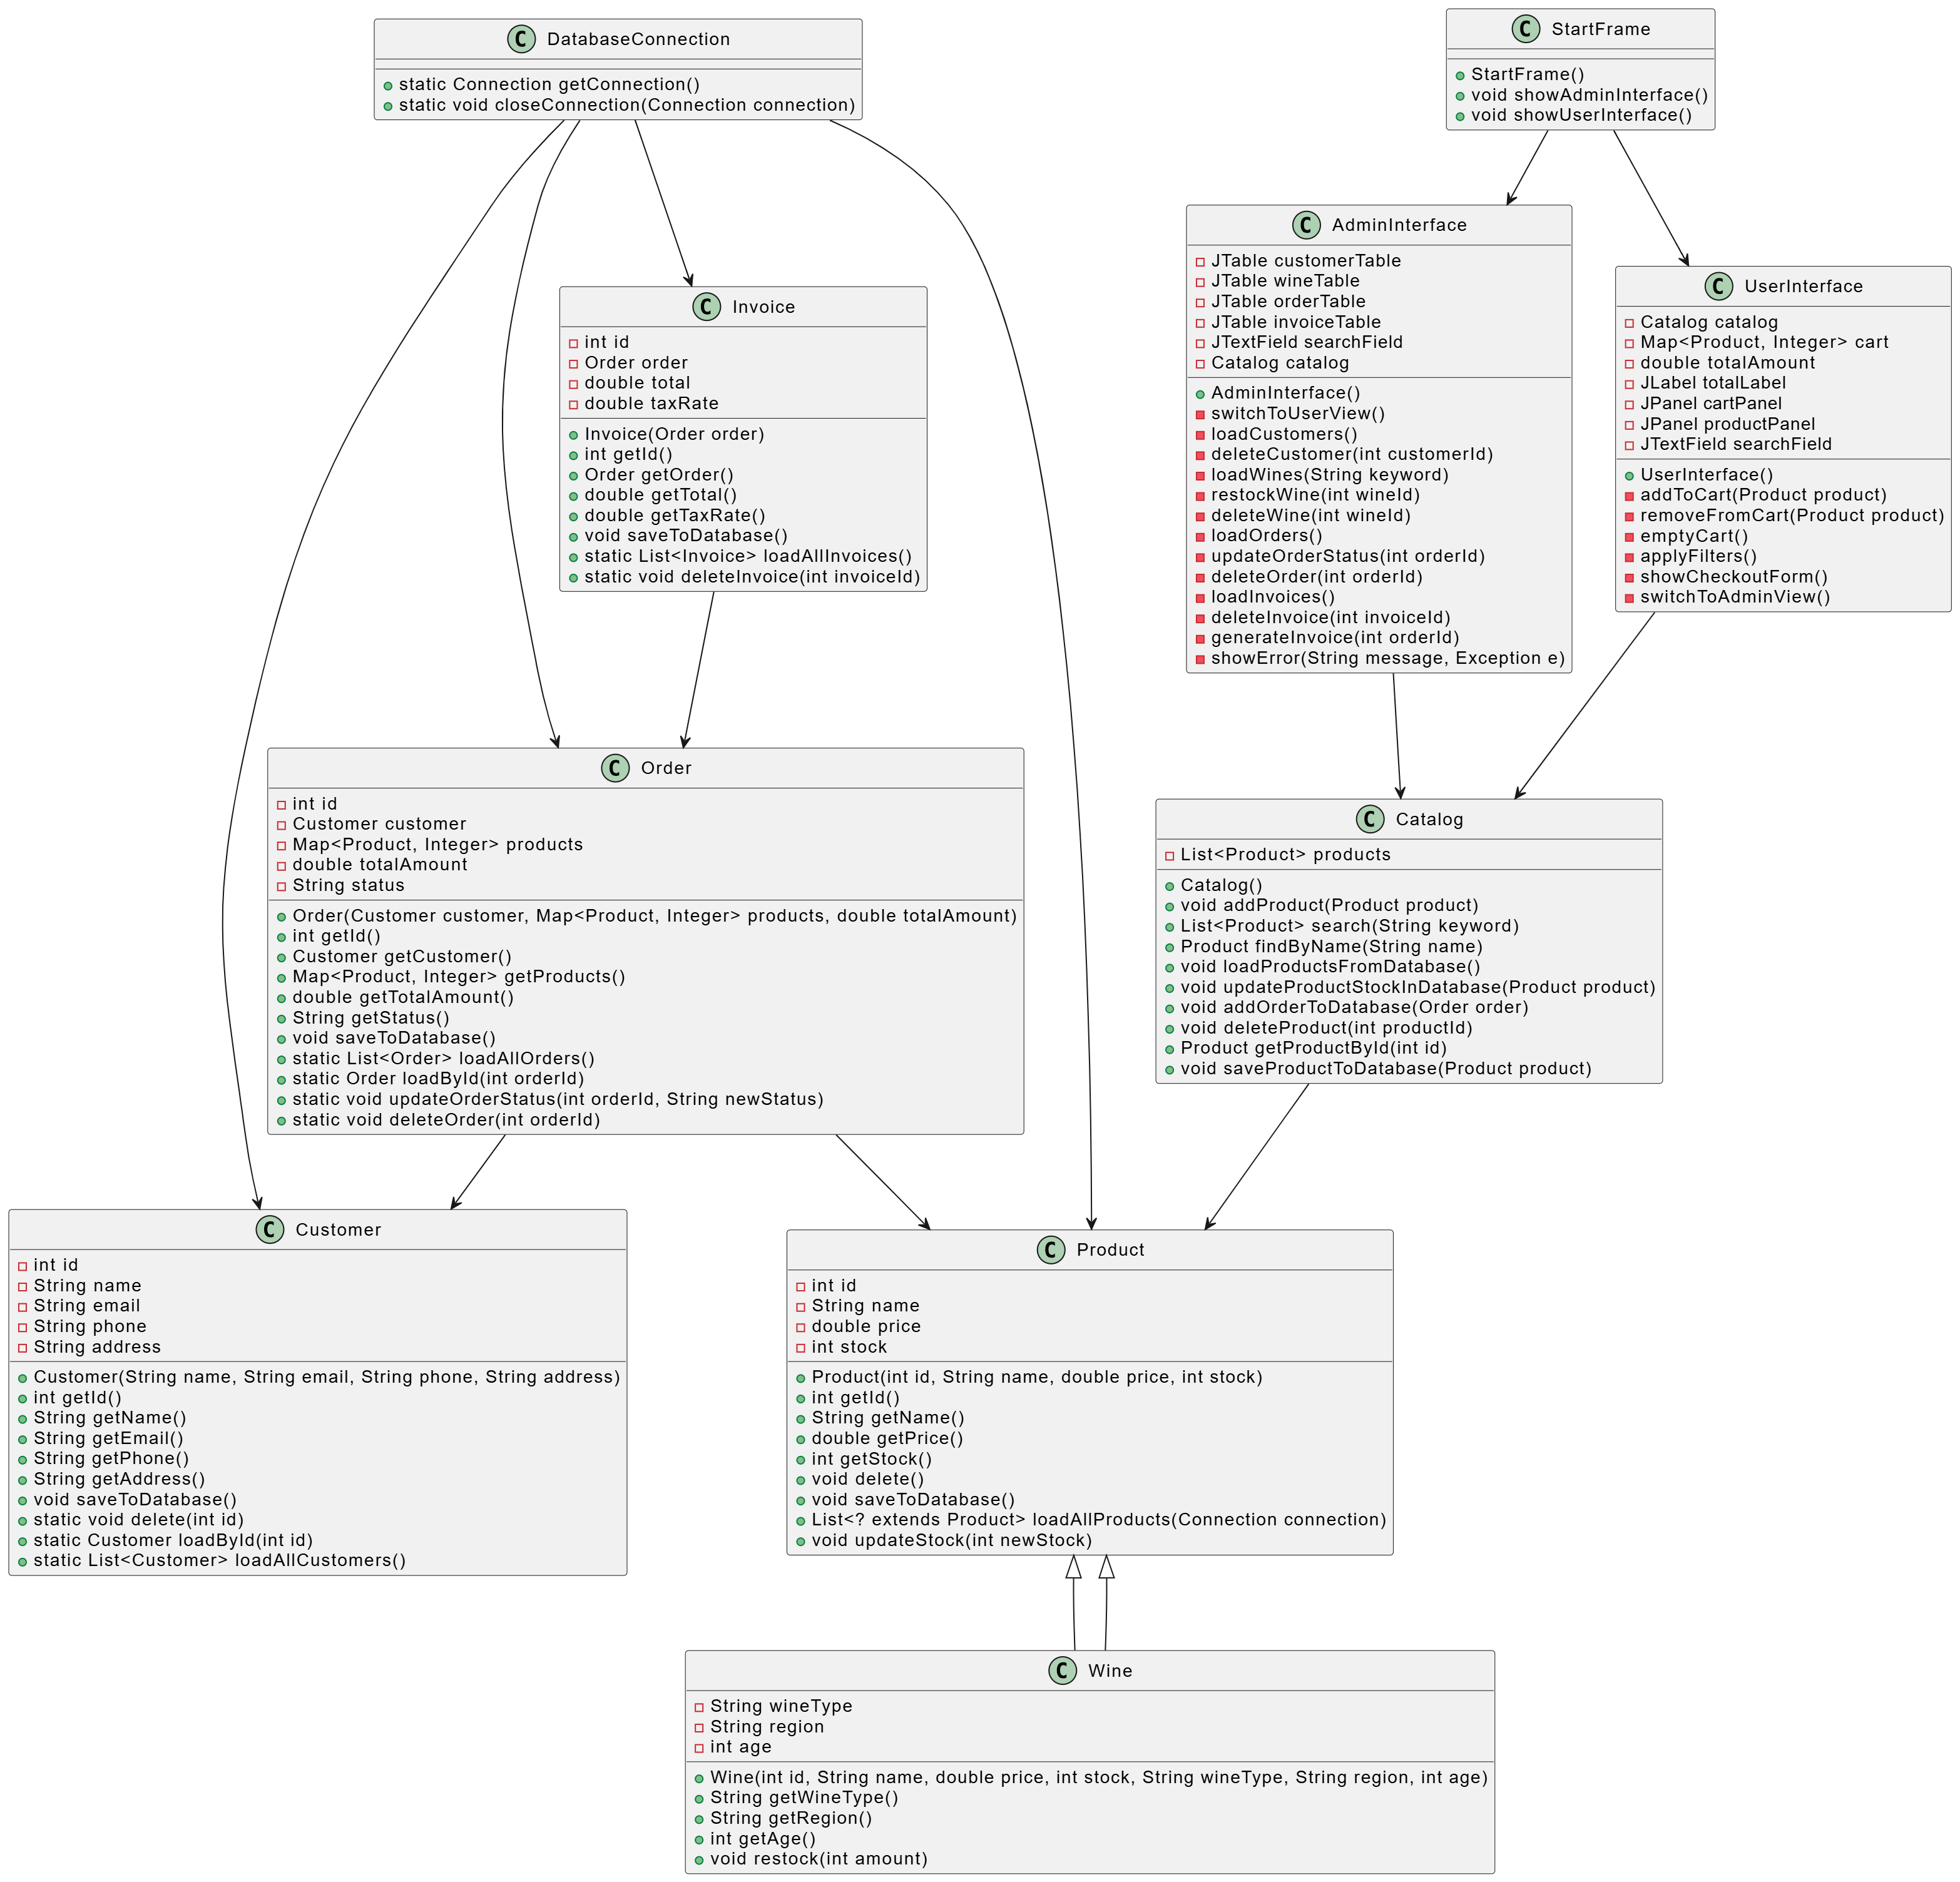 C DatabaseConnection
static Connection getConnection()
static void closeConnection(Connection connection)
C StartFrame
StartFrame()
void showAdminInterface()
void showUserInterface()
C AdminInterface
JTable customerTable
JTable wineTable
JTable orderTable
JTable invoiceTable
JTextField searchField
Catalog catalog
AdminInterface()
switchToUserView()
loadCustomers()
deleteCustomer(int customerId)
loadWines(String keyword)
restockWine(int wineId)
deleteWine(int wineId)
loadOrders()
updateOrderStatus(int orderId)
deleteOrder(int orderId)
loadInvoices()
deleteInvoice(int invoiceId)
generateInvoice(int orderId)
showError(String message, Exception e)
C UserInterface
Catalog catalog
Map<Product, Integer> cart
double totalAmount
JLabel totalLabel
JPanel cartPanel
JPanel productPanel
JTextField searchField
UserInterface()
addToCart(Product product)
removeFromCart(Product product)
emptyCart()
applyFilters()
showCheckoutForm()
switchToAdminView()
C Invoice
int id
Order order
double total
double taxRate
Invoice(Order order)
int getId()
Order getOrder()
double getTotal()
double getTaxRate()
void saveToDatabase()
static List<Invoice> loadAllInvoices()
static void deleteInvoice(int invoiceId)
C Order
int id
Customer customer
Map<Product, Integer> products
double totalAmount
String status
Order(Customer customer, Map<Product, Integer> products, double totalAmount)
int getId()
Customer getCustomer()
Map<Product, Integer> getProducts()
double getTotalAmount()
String getStatus()
void saveToDatabase()
static List<Order> loadAllOrders()
static Order loadById(int orderId)
static void updateOrderStatus(int orderId, String newStatus)
static void deleteOrder(int orderId)
C Catalog
List<Product> products
Catalog()
void addProduct(Product product)
List<Product> search(String keyword)
Product findByName(String name)
void loadProductsFromDatabase()
void updateProductStockInDatabase(Product product)
void addOrderToDatabase(Order order)
void deleteProduct(int productId)
Product getProductById(int id)
void saveProductToDatabase(Product product)
C Customer
int id
String name
String email
String phone
String address
Customer(String name, String email, String phone, String address)
int getId()
String getName()
String getEmail()
String getPhone()
String getAddress()
void saveToDatabase()
static void delete(int id)
static Customer loadById(int id)
static List<Customer> loadAllCustomers()
C Product
int id
String name
double price
int stock
Product(int id, String name, double price, int stock)
int getId()
String getName()
double getPrice()
int getStock()
void delete()
void saveToDatabase()
List<? extends Product> loadAllProducts(Connection connection)
void updateStock(int newStock)
C Wine
String wineType
String region
int age
Wine(int id, String name, double price, int stock, String wineType, String region, int age)
String getWineType()
String getRegion()
int getAge()
void restock(int amount)